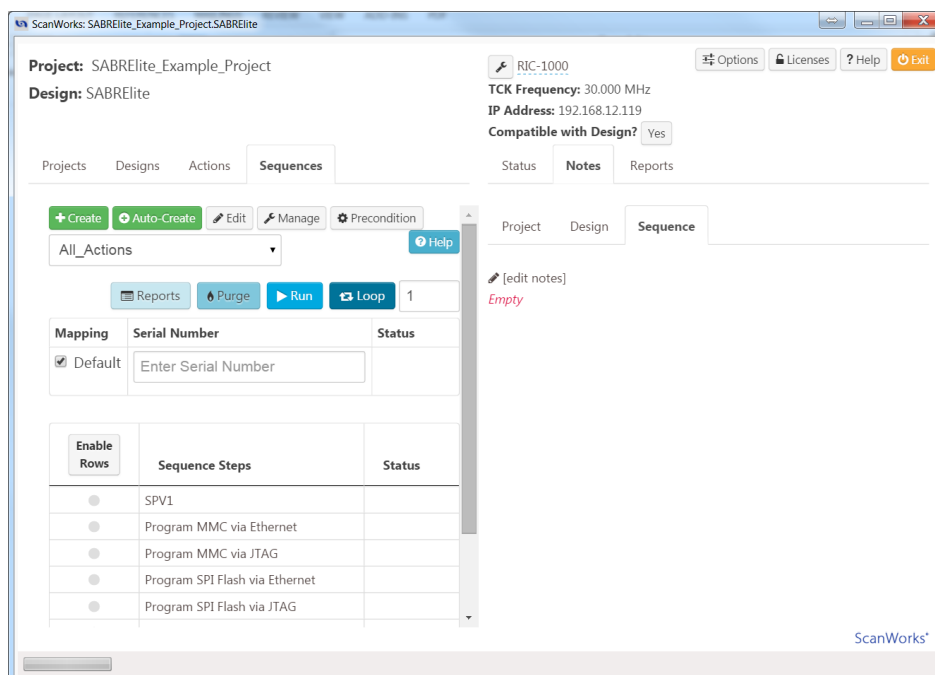 ScanWorks: SABRElite_Example_Project.SABRElite
Project: SABRElite_Example_Project
Design: SABRElite
RIC-1000
Options
Licenses
? Help
Exit
TCK Frequency: 30.000 MHz
IP Address: 192.168.12.119
Compatible with Design? Yes
Projects Designs Actions Sequences
Status Notes Reports
Create Auto-Create Edit Manage Precondition
All_Actions
Help
Reports Purge Run Loop 1
Mapping Serial Number Status
Default Enter Serial Number
Enable Rows Sequence Steps Status
SPV1
Program MMC via Ethernet
Program MMC via JTAG
Program SPI Flash via Ethernet
Program SPI Flash via JTAG
Project Design Sequence
[edit notes]
Empty
ScanWorks